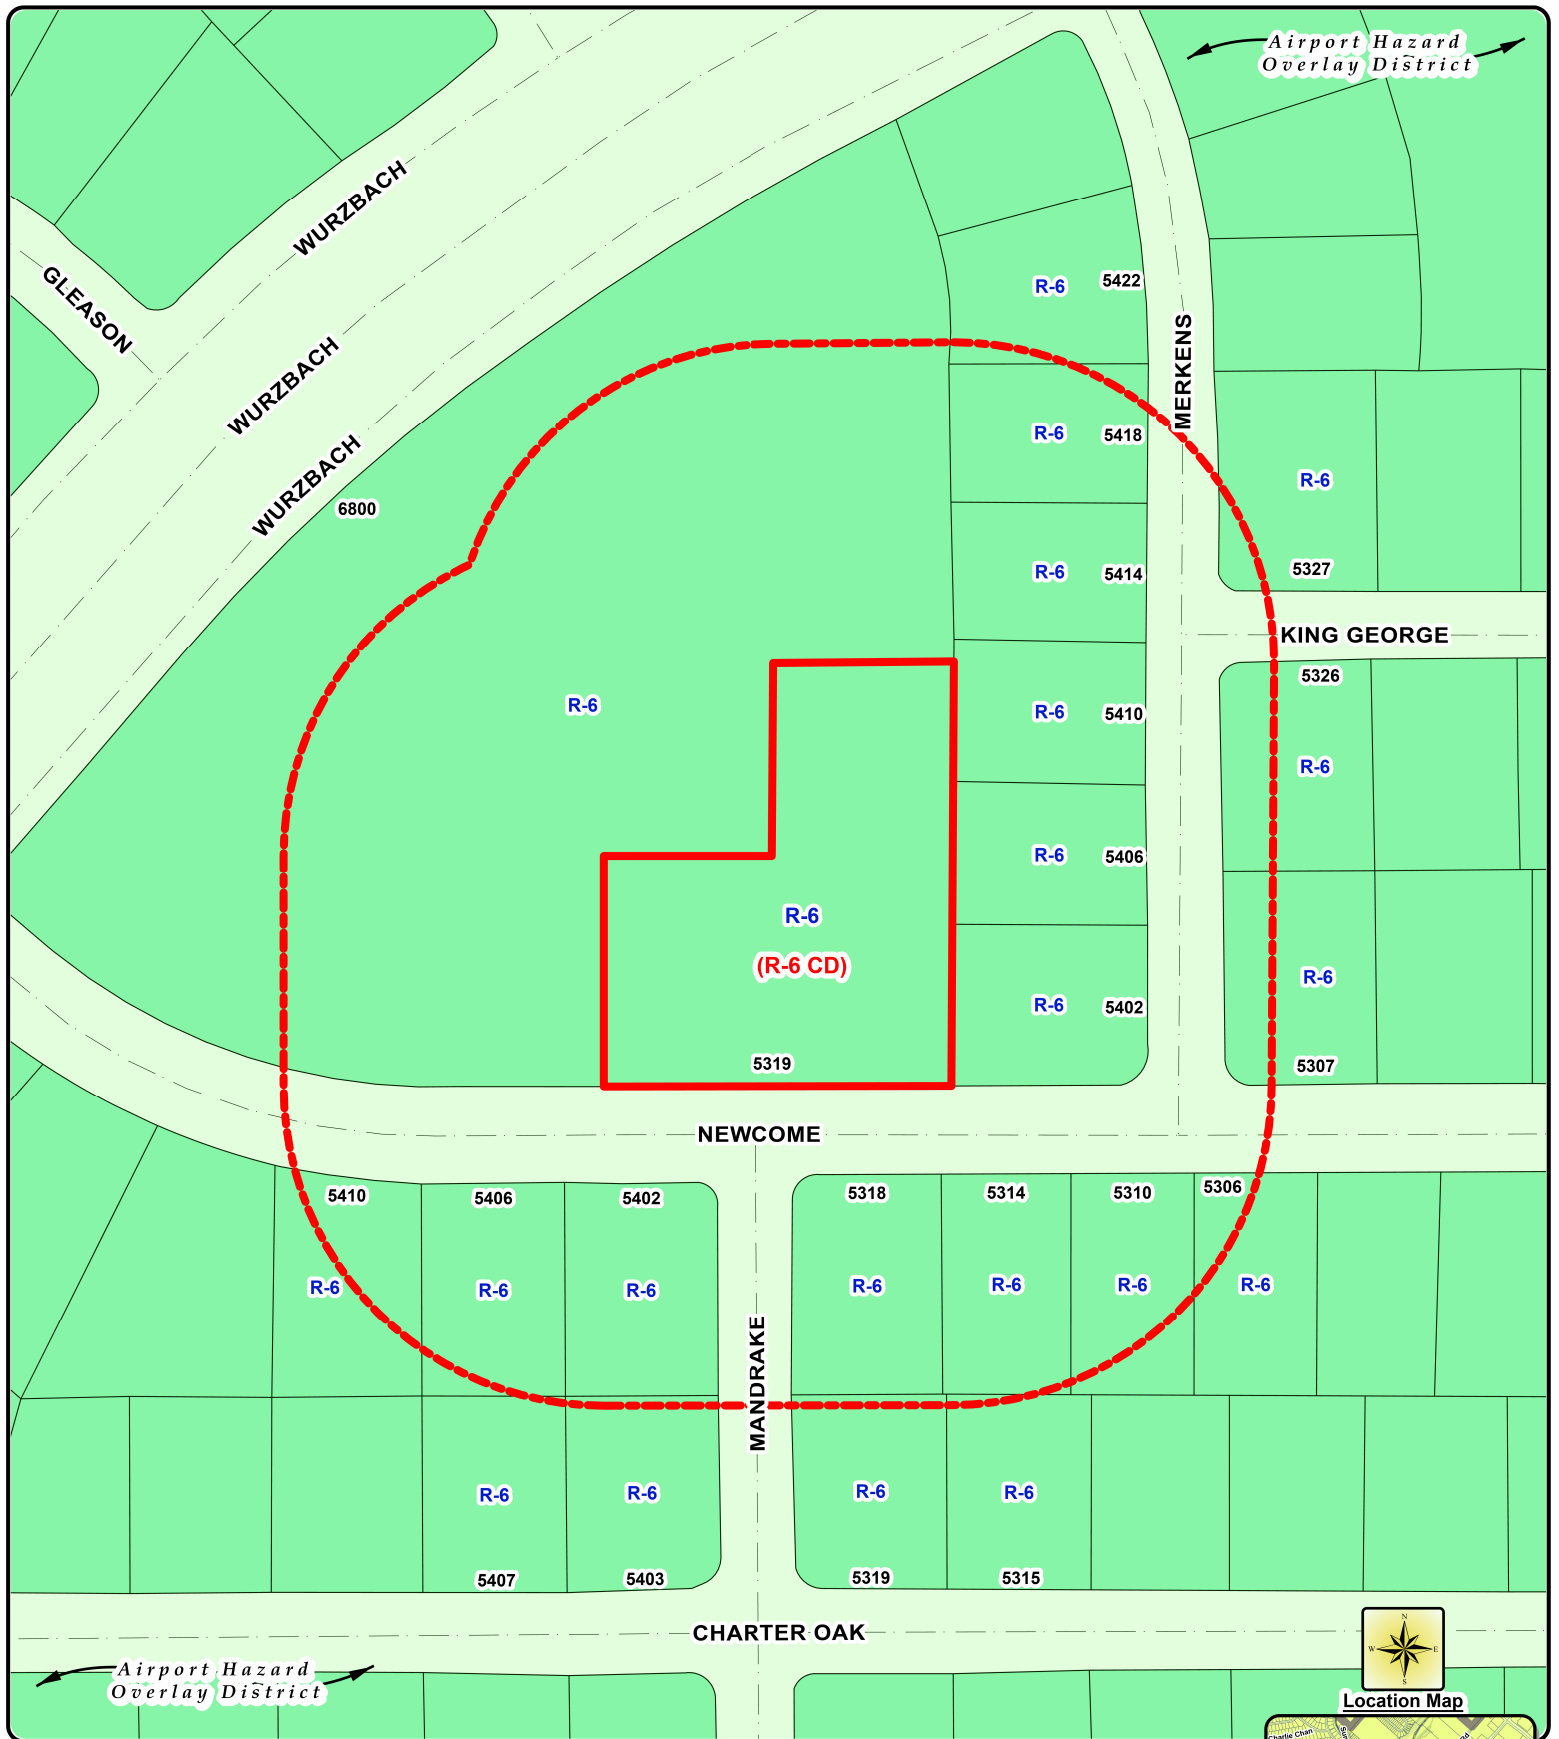 Airport Hazard
Overlay District
WURZBACH
GLEASON
WURZBACH
WURZBACH
6800
R-6
5422
MERKENS
R-6
5418
R-6
5327
R-6
5414
KING GEORGE
5326
R-6
R-6
5410
R-6
R-6
5406
R-6
(R-6 CD)
R-6
R-6
5402
5319
5307
NEWCOME
5410
5406
5402
5318
5314
5310
5306
R-6
R-6
R-6
R-6
R-6
R-6
R-6
MANDRAKE
R-6
R-6
R-6
R-6
5407
5403
5319
5315
CHARTER OAK
N
W
E
S
Airport Hazard
Overlay District
Location Map
Charlie Chan